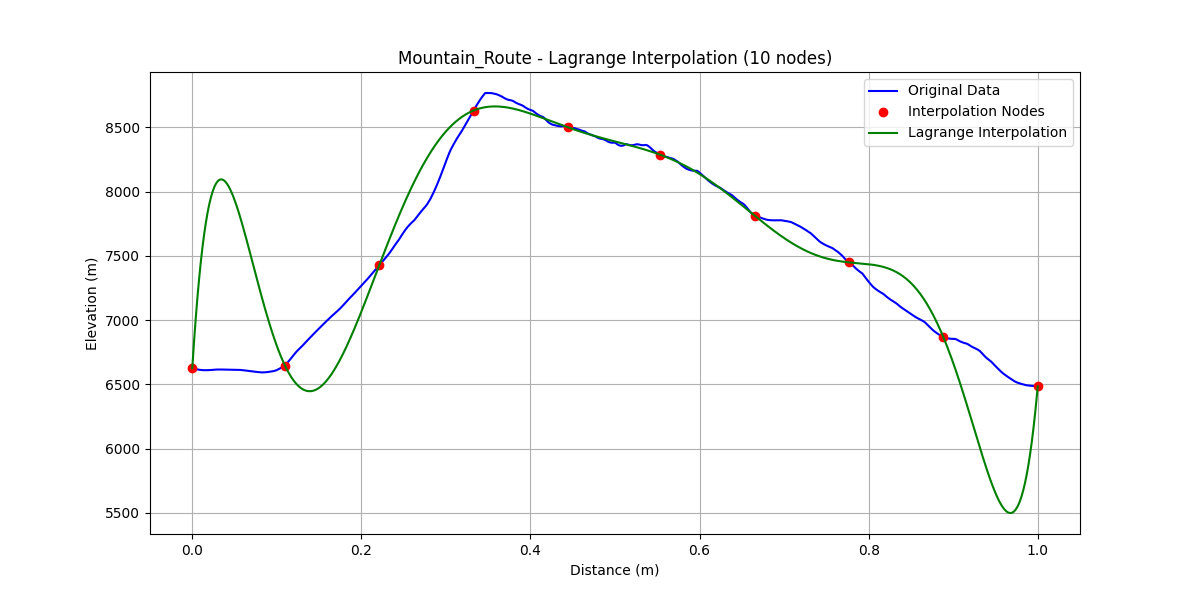 Mountain_Route - Lagrange Interpolation (10 nodes)
Original Data
Interpolation Nodes
Lagrange Interpolation
Elevation (m)
8500
8000
7500
7000
6500
6000
5500
0.0 0.2 0.4 0.6 0.8 1.0
Distance (m)